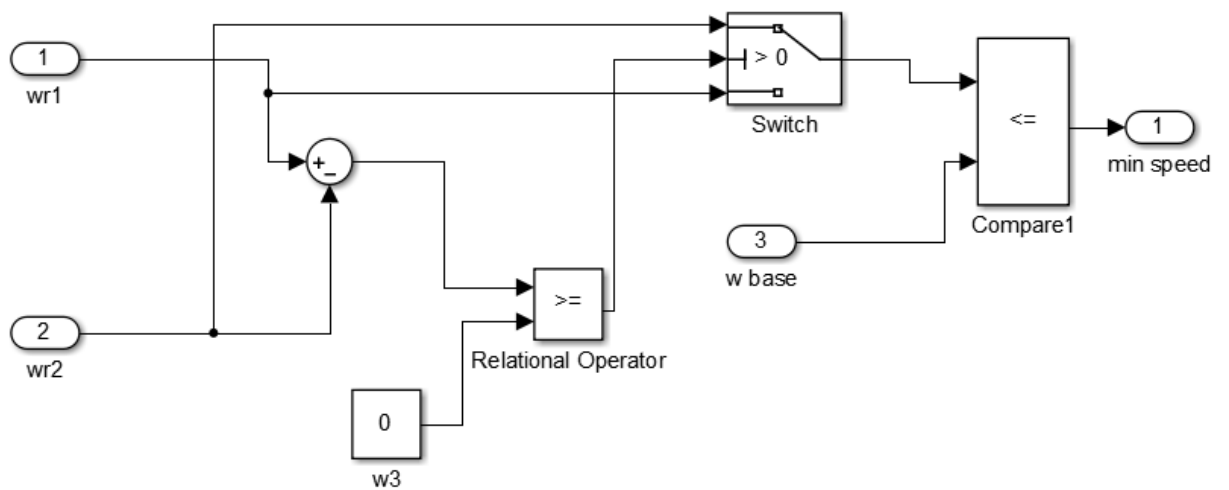 1
wr1
> 0
Switch
<=
Compare1
1
min speed
+
–
3
w base
>=
Relational Operator
2
wr2
0
w3